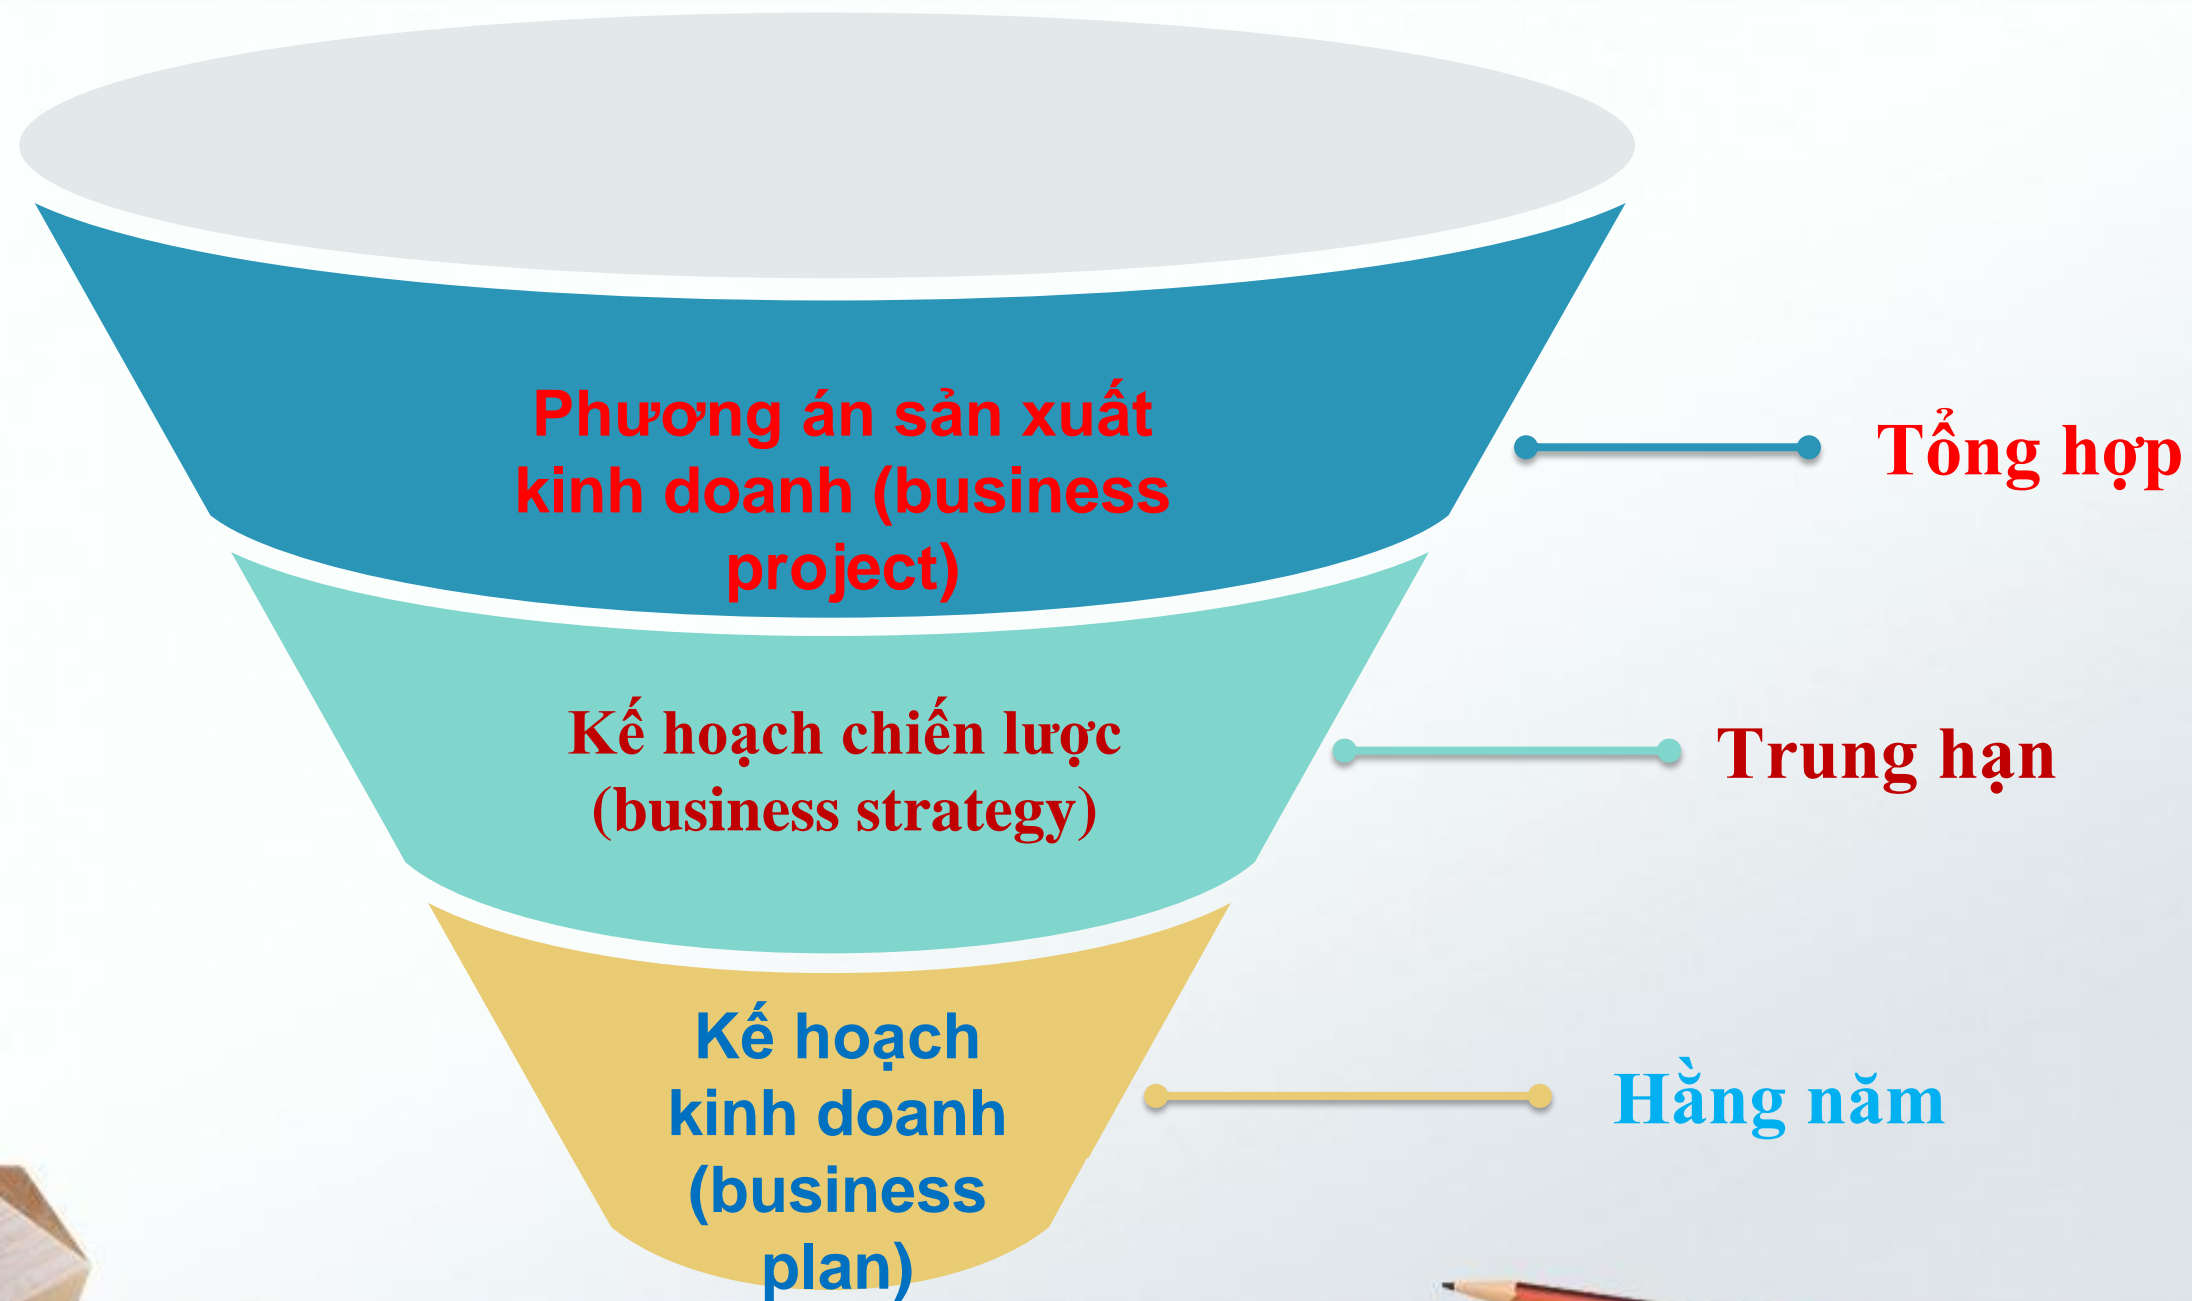 Phương án sản xuất
kinh doanh (business
project)
Tổng hợp
Kế hoạch chiến lược
(business strategy)
Trung hạn
Kế hoạch
kinh doanh
(business
plan)
Hằng năm